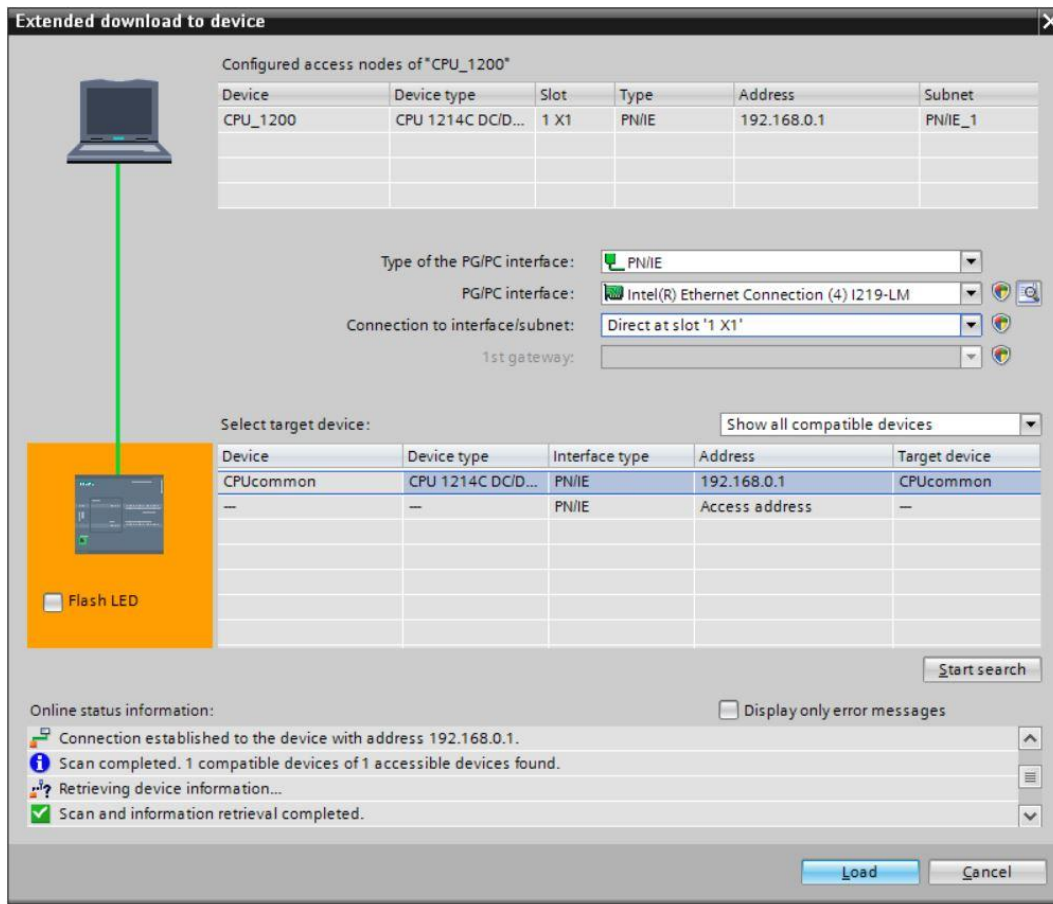 Extended download to device
Configured access nodes of "CPU_1200"
Device Device type Slot Type Address Subnet
CPU_1200 CPU 1214C DC/D... 1 X1 PN/IE 192.168.0.1 PN/IE_1
Type of the PG/PC interface: PN/IE
PG/PC interface: Intel(R) Ethernet Connection (4) I219-LM
Connection to interface/subnet: Direct at slot '1 X1'
1st gateway:
Select target device: Show all compatible devices
Device Device type Interface type Address Target device
CPUcommon CPU 1214C DC/D... PN/IE 192.168.0.1 CPUcommon
— — PN/IE Access address —
Flash LED
Start search
Online status information: Display only error messages
Connection established to the device with address 192.168.0.1.
Scan completed. 1 compatible devices of 1 accessible devices found.
Retrieving device information...
Scan and information retrieval completed.
Load Cancel